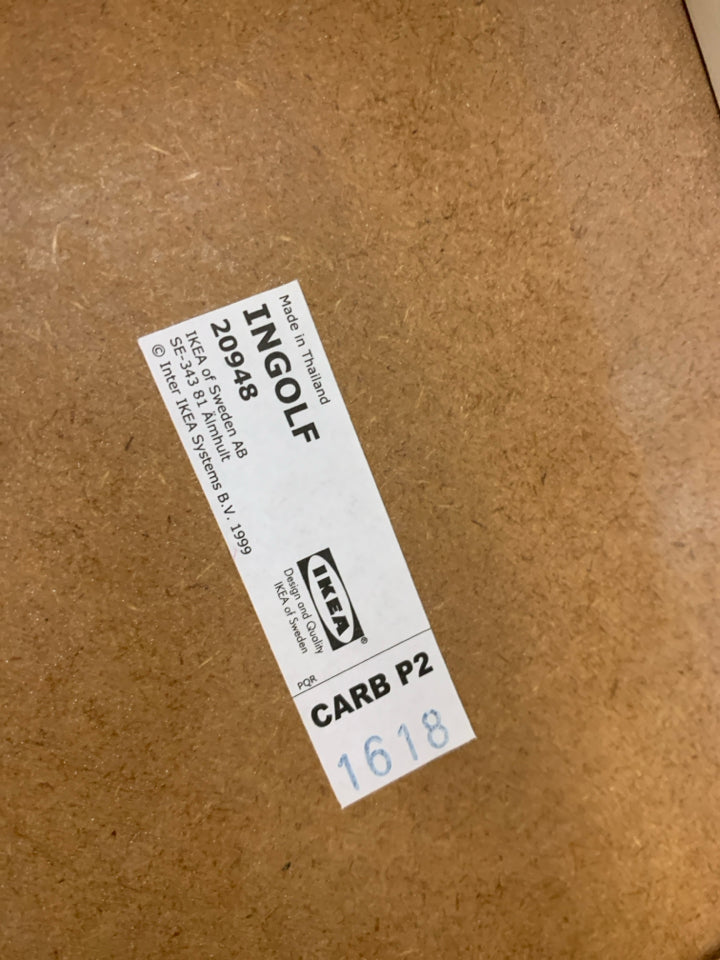 Made in Thailand
INGOLF
20948
IKEA of Sweden AB
SE-343 81 Älmhult
© Inter IKEA Systems B.V. 1999
IKEA®
Design and Quality
IKEA of Sweden
PQR
CARB P2
1618